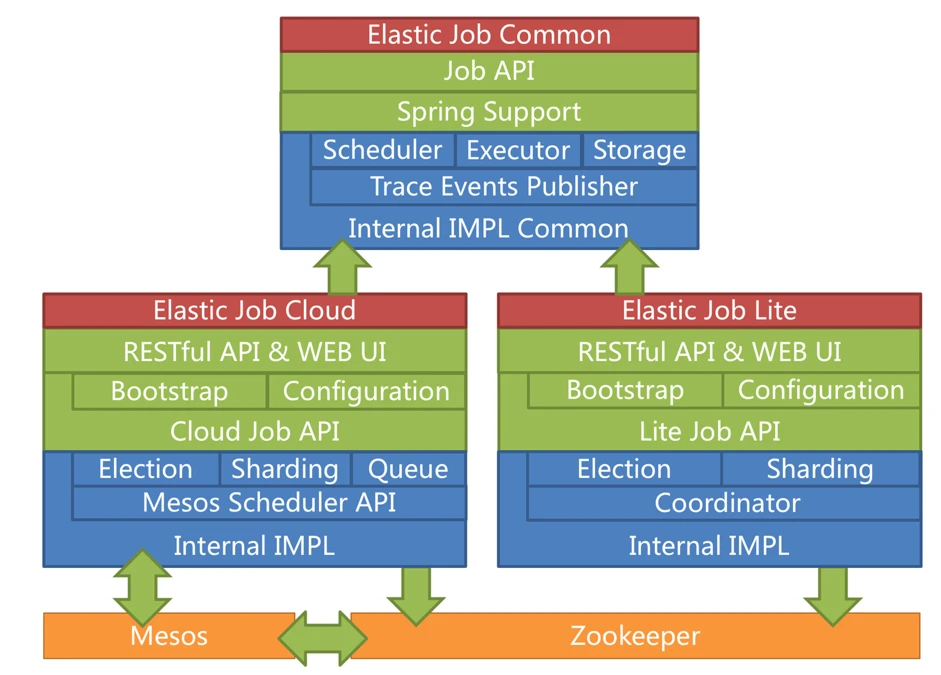 Elastic Job Common
Job API
Spring Support
Scheduler Executor Storage
Trace Events Publisher
Internal IMPL Common
Elastic Job Cloud
RESTful API & WEB UI
Bootstrap Configuration
Cloud Job API
Election Sharding Queue
Mesos Scheduler API
Internal IMPL
Elastic Job Lite
RESTful API & WEB UI
Bootstrap Configuration
Lite Job API
Election Sharding
Coordinator
Internal IMPL
Mesos
Zookeeper